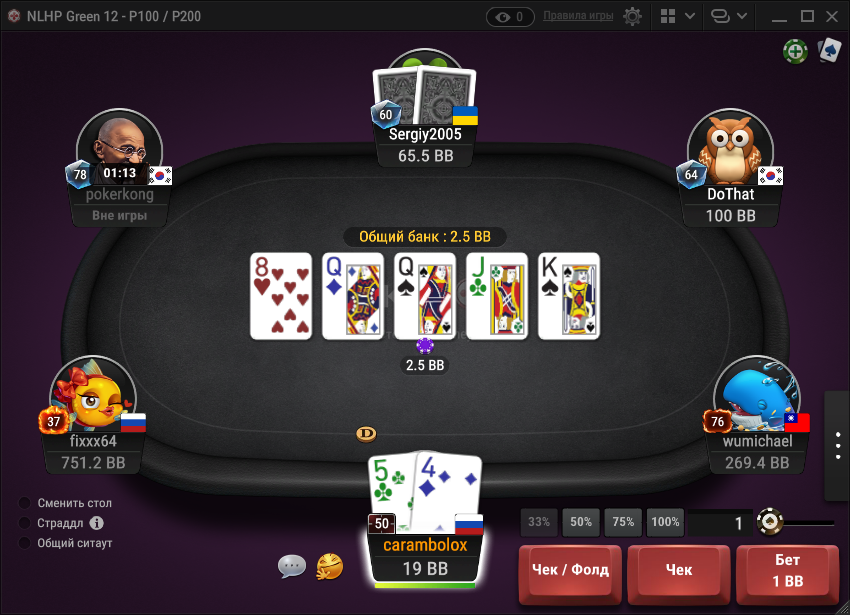 NLHP Green 12 - P100 / P200
0
Правила игры
60
Sergiy2005
65.5 BB
78
01:13
pokerkong
Вне игры
64
DoThat
100 BB
Общий банк : 2.5 BB
8
Q
Q
J
K
2.5 BB
37
fixxx64
751.2 BB
D
76
wumichael
269.4 BB
5
4
50
carambolox
19 BB
Сменить стол
Страддл i
Общий ситаут
33%
50%
75%
100%
1
Чек / Фолд
Чек
Бет
1 BB